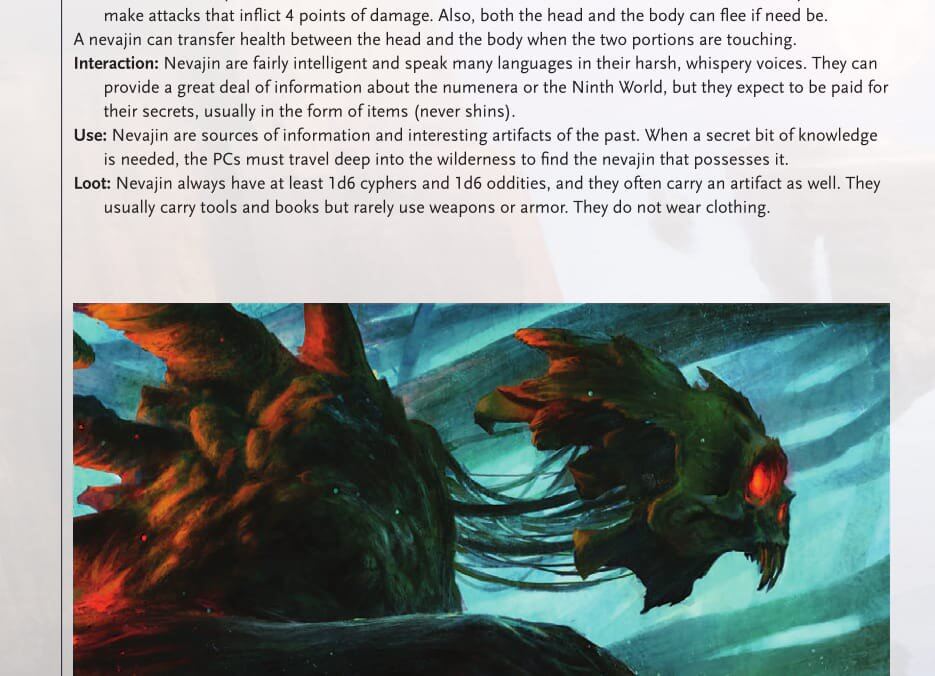 make attacks that inflict 4 points of damage. Also, both the head and the body can flee if need be.
A nevajin can transfer health between the head and the body when the two portions are touching.
Interaction: Nevajin are fairly intelligent and speak many languages in their harsh, whispery voices. They can
provide a great deal of information about the numenera or the Ninth World, but they expect to be paid for
their secrets, usually in the form of items (never shins).
Use: Nevajin are sources of information and interesting artifacts of the past. When a secret bit of knowledge
is needed, the PCs must travel deep into the wilderness to find the nevajin that possesses it.
Loot: Nevajin always have at least 1d6 cyphers and 1d6 oddities, and they often carry an artifact as well. They
usually carry tools and books but rarely use weapons or armor. They do not wear clothing.